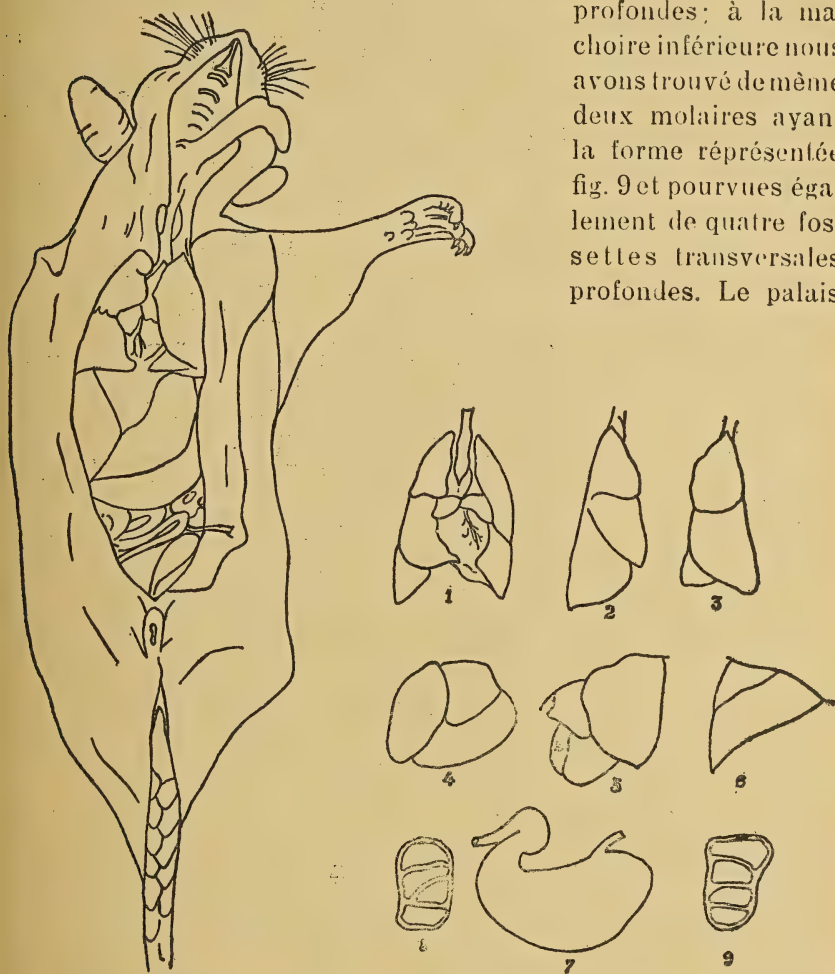 profondes; à la ma
choire inférieure nous
avons trouvé de même
deux molaires ayan
la forme réprésentée
fig. 9 et pourvues éga
lement de quatre fos
settes transversales
profondes. Le palais
1
2
3
4
5
6
7
9